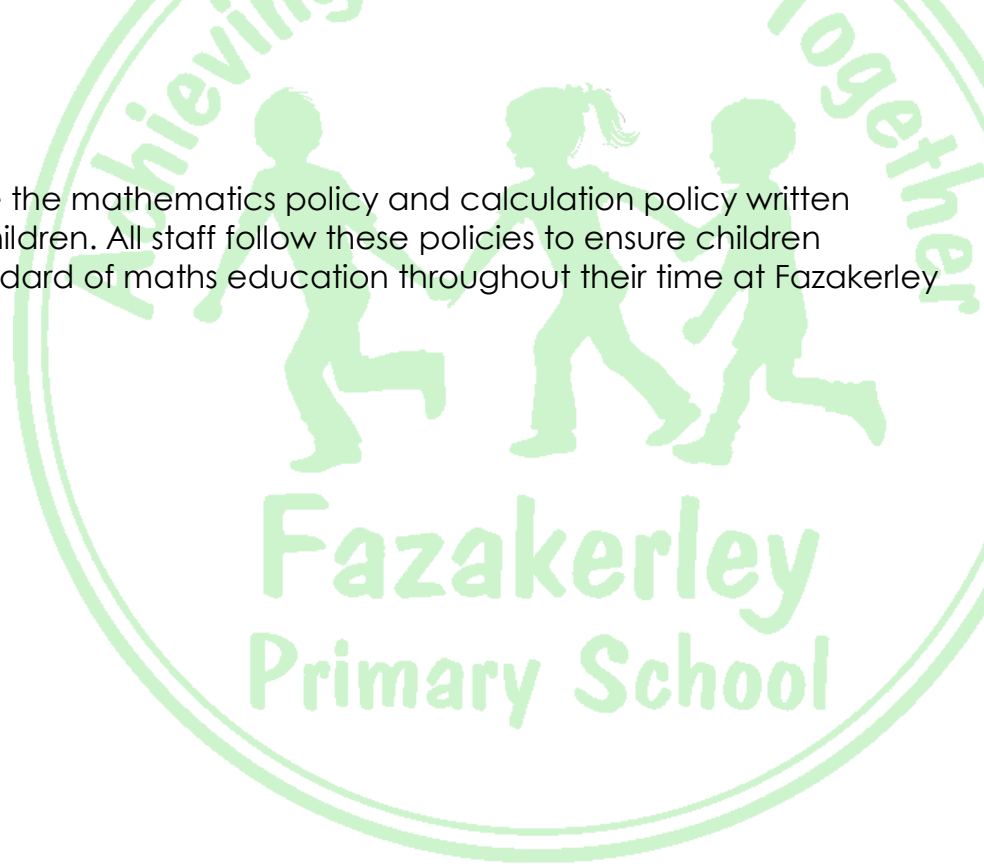 Achieving Together
the mathematics policy and calculation policy written
children. All staff follow these policies to ensure children
dard of maths education throughout their time at Fazakerley
Fazakerley
Primary School